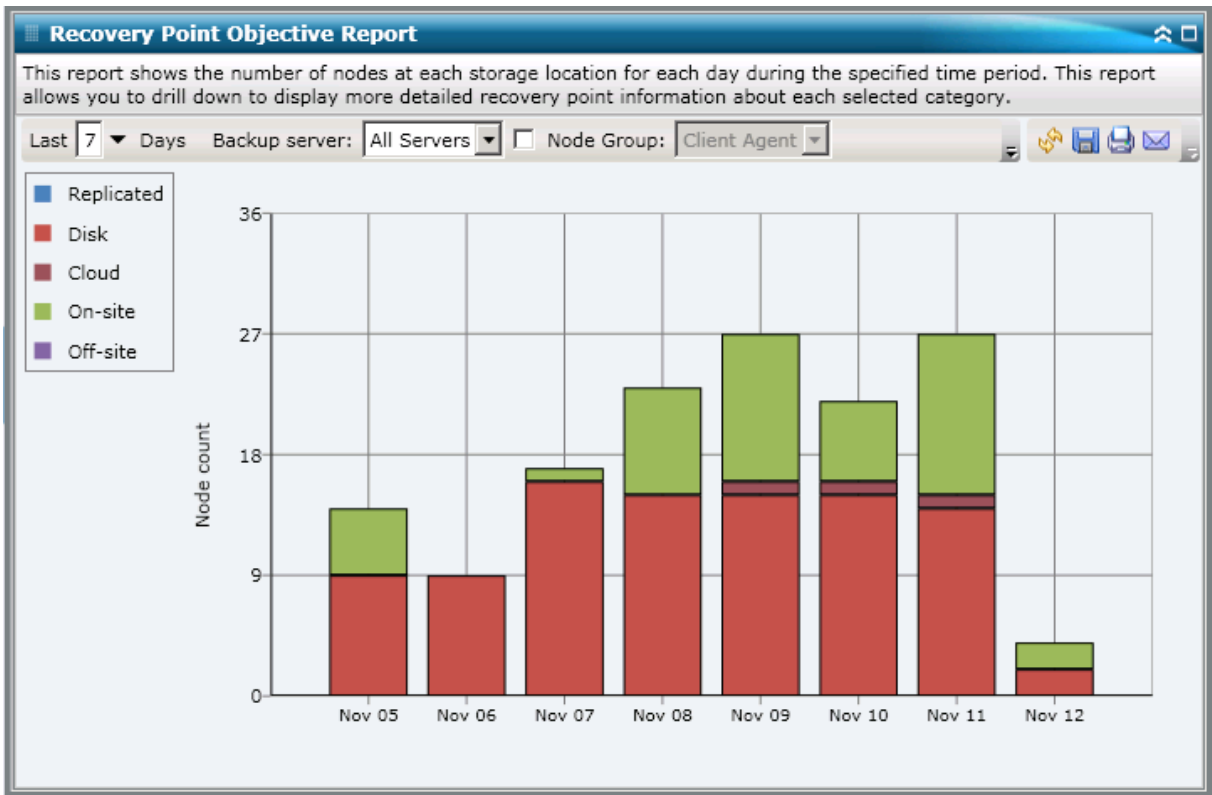 Recovery Point Objective Report
This report shows the number of nodes at each storage location for each day during the specified time period. This report
allows you to drill down to display more detailed recovery point information about each selected category.
Last 7 Days Backup server: All Servers Node Group: Client Agent
Replicated
Disk
Cloud
On-site
Off-site
Node count
36
27
18
9
0
Nov 05 Nov 06 Nov 07 Nov 08 Nov 09 Nov 10 Nov 11 Nov 12